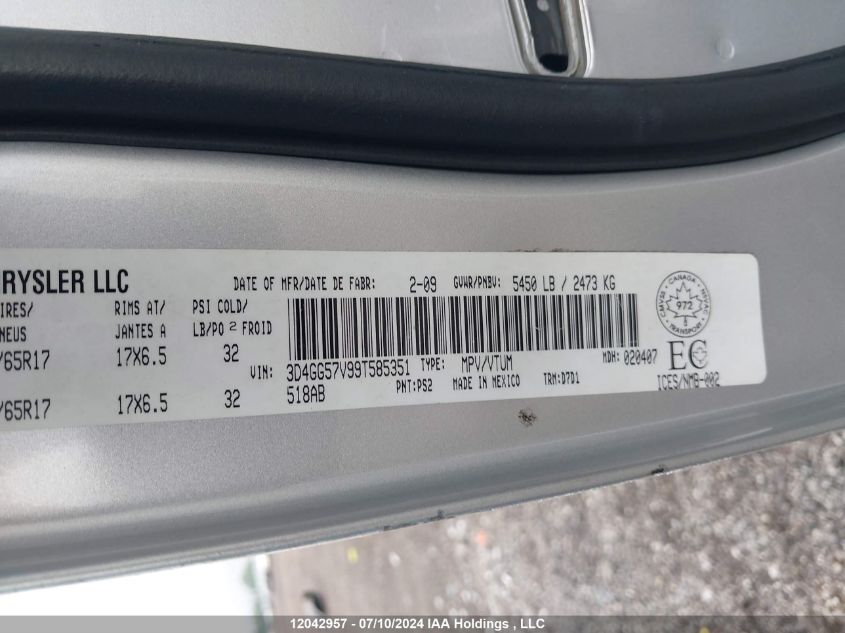 RYSLER LLC
DATE OF MFR/DATE DE FABR: 2-09 GVWR/PNBV: 5450 LB / 2473 KG
IRES/ RIMS AT/ PSI COLD/
NEUS JANTES A LB/PO 2 FROID
/65R17 17X6.5 32
/65R17 17X6.5 32
VIN: 3D4GG57V99T585351 TYPE: MPV/VTUM MDH: 020407
518AB PNT:PS2 MADE IN MEXICO TRM:D7D1
CANADA
972
TRANSPORT
EC
ICES/NMB-002
12042957 - 07/10/2024 IAA Holdings, LLC